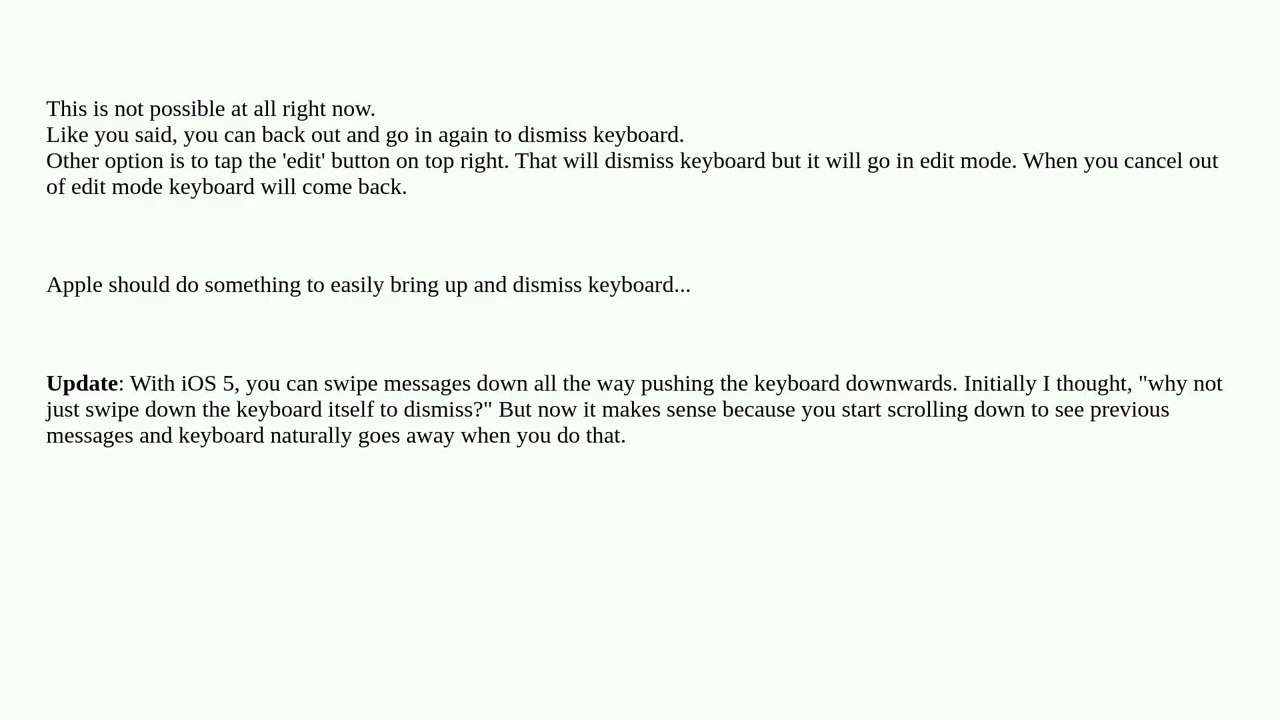 This is not possible at all right now.
Like you said, you can back out and go in again to dismiss keyboard.
Other option is to tap the 'edit' button on top right. That will dismiss keyboard but it will go in edit mode. When you cancel out
of edit mode keyboard will come back.
Apple should do something to easily bring up and dismiss keyboard...
Update: With iOS 5, you can swipe messages down all the way pushing the keyboard downwards. Initially I thought, "why not
just swipe down the keyboard itself to dismiss?" But now it makes sense because you start scrolling down to see previous
messages and keyboard naturally goes away when you do that.